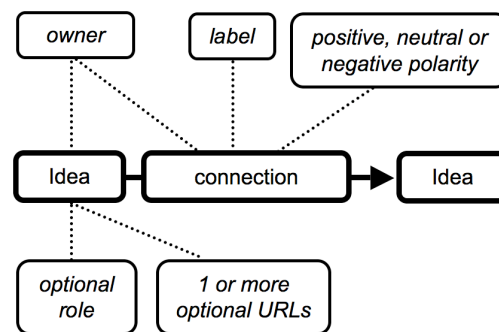 owner
label
positive, neutral or
negative polarity
Idea
connection
Idea
optional
role
1 or more
optional URLs